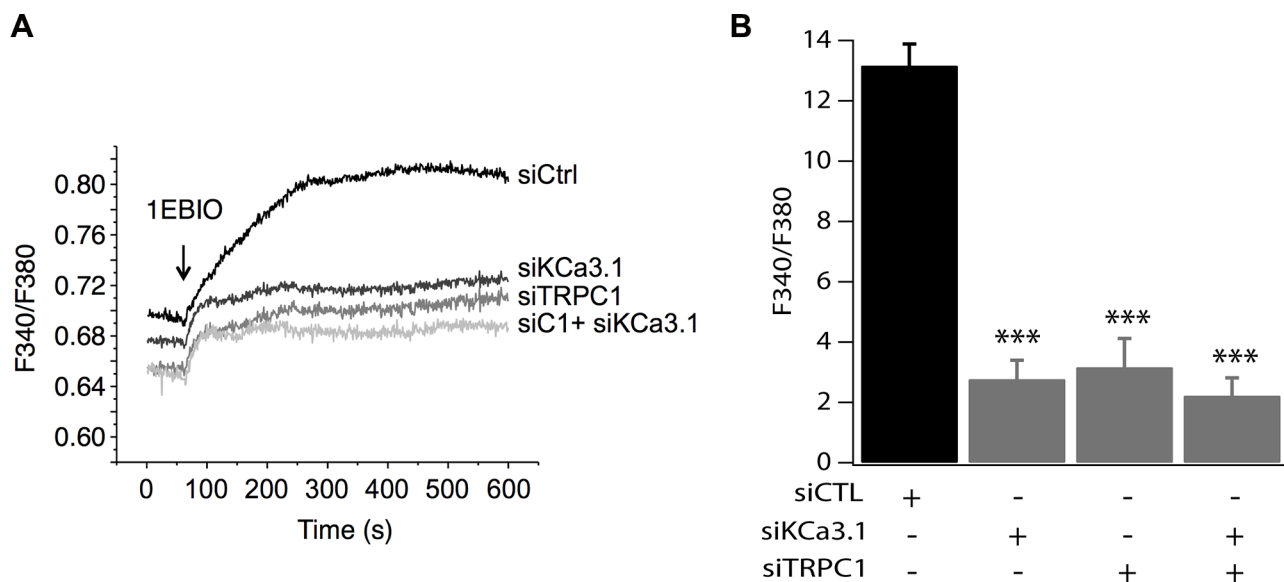 A
F340/F380
0.80
0.76
0.72
0.68
0.64
0.60
1EBIO
siCtrl
siKCa3.1
siTRPC1
siC1+ siKCa3.1
0 100 200 300 400 500 600
Time (s)
B
F340/F380
14
12
10
8
6
4
2
0
***
***
***
siCTL + - - -
siKCa3.1 - + - +
siTRPC1 - - + +